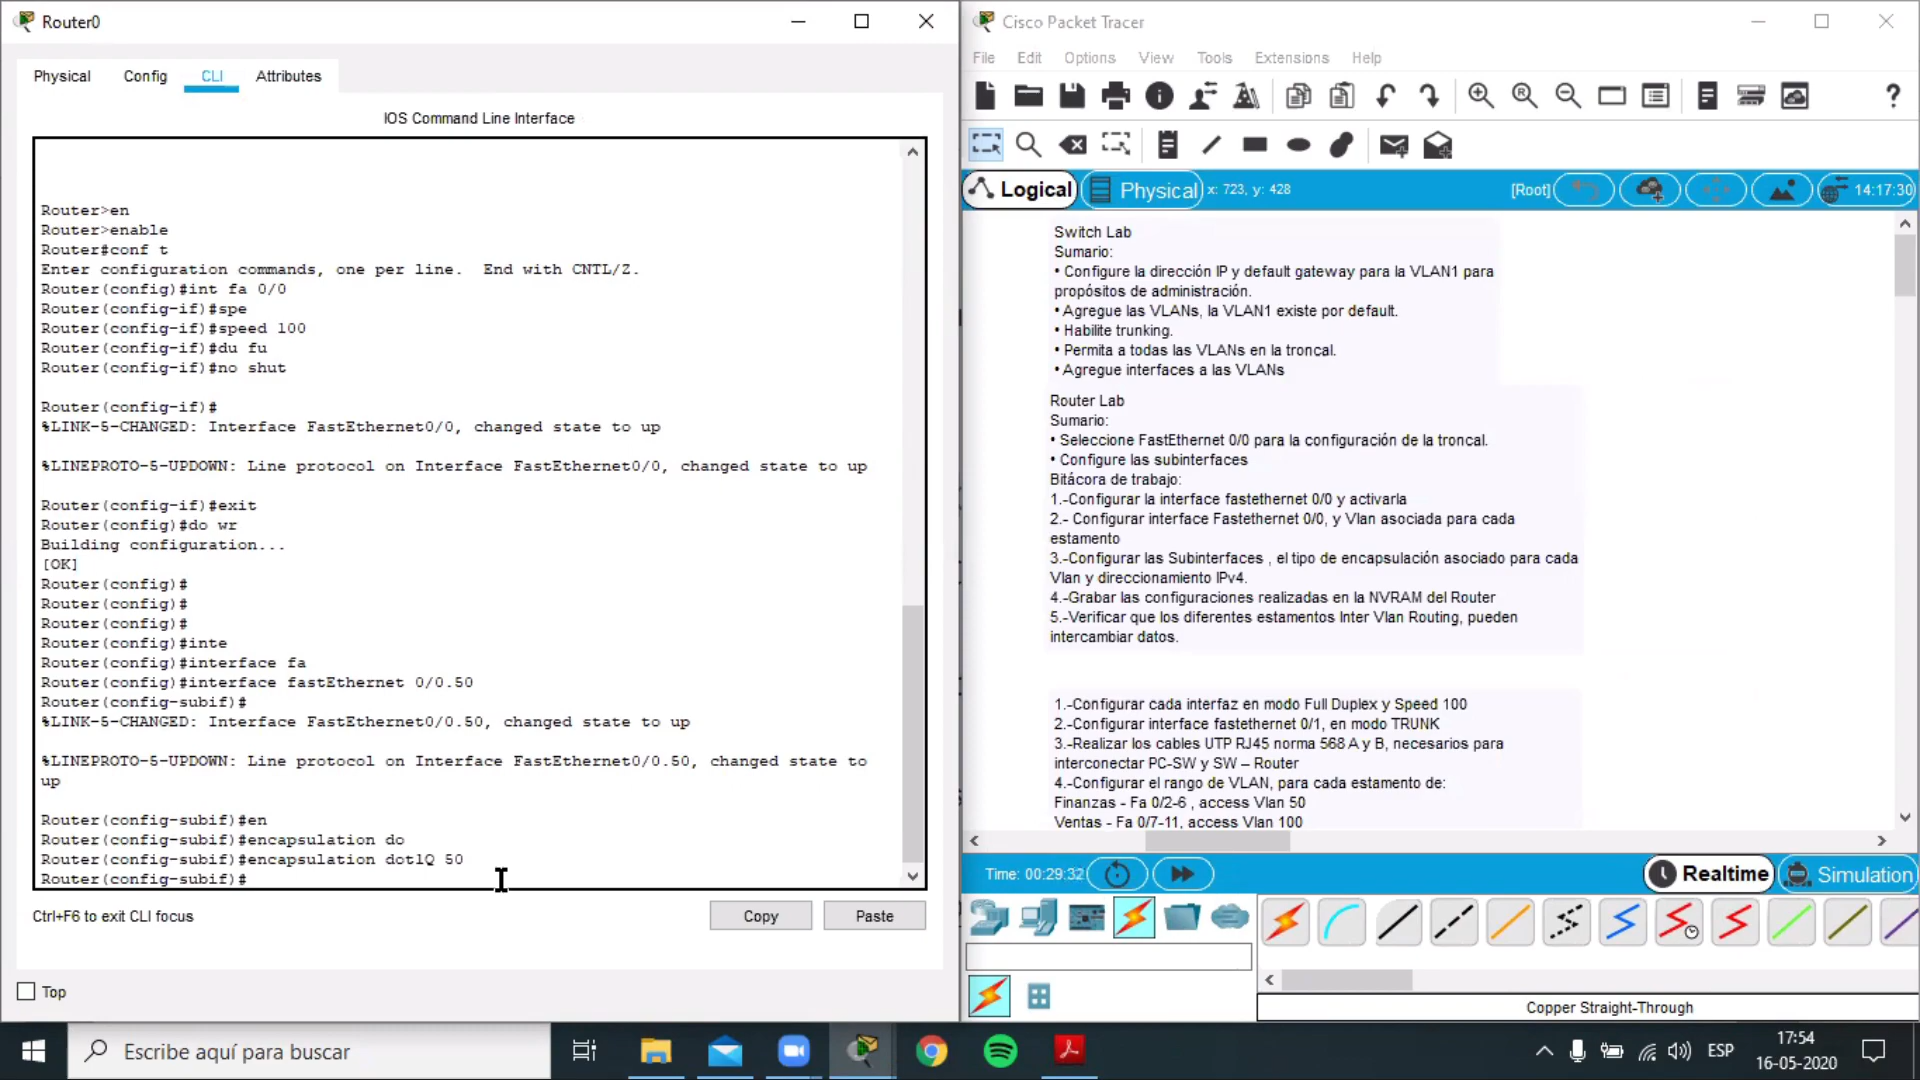 Router0
Physical Config CLI Attributes
IOS Command Line Interface
Router>en
Router>enable
Router#conf t
Enter configuration commands, one per line.  End with CNTL/Z.
Router(config)#int fa 0/0
Router(config-if)#spe
Router(config-if)#speed 100
Router(config-if)#du fu
Router(config-if)#no shut
Router(config-if)#
%LINK-5-CHANGED: Interface FastEthernet0/0, changed state to up
%LINEPROTO-5-UPDOWN: Line protocol on Interface FastEthernet0/0, changed state to up
Router(config-if)#exit
Router(config)#do wr
Building configuration...
[OK]
Router(config)#
Router(config)#
Router(config)#
Router(config)#inte
Router(config)#interface fa
Router(config)#interface fastEthernet 0/0.50
Router(config-subif)#
%LINK-5-CHANGED: Interface FastEthernet0/0.50, changed state to up
%LINEPROTO-5-UPDOWN: Line protocol on Interface FastEthernet0/0.50, changed state to
up
Router(config-subif)#en
Router(config-subif)#encapsulation do
Router(config-subif)#encapsulation dot1Q 50
Router(config-subif)#
Ctrl+F6 to exit CLI focus
Copy
Paste
Top
Cisco Packet Tracer
File Edit Options View Tools Extensions Help
Logical Physical x: 723, y: 428 [Root] 14:17:30
Switch Lab
Sumario:
• Configure la dirección IP y default gateway para la VLAN1 para
propósitos de administración.
• Agregue las VLANs, la VLAN1 existe por default.
• Habilite trunking.
• Permita a todas las VLANs en la troncal.
• Agregue interfaces a las VLANs
Router Lab
Sumario:
• Seleccione FastEthernet 0/0 para la configuración de la troncal.
• Configure las subinterfaces
Bitácora de trabajo:
1.-Configurar la interface fastethernet 0/0 y activarla
2.- Configurar interface Fastethernet 0/0, y Vlan asociada para cada
estamento
3.-Configurar las Subinterfaces , el tipo de encapsulación asociado para cada
Vlan y direccionamiento IPv4.
4.-Grabar las configuraciones realizadas en la NVRAM del Router
5.-Verificar que los diferentes estamentos Inter Vlan Routing, pueden
intercambiar datos.
1.-Configurar cada interfaz en modo Full Duplex y Speed 100
2.-Configurar interface fastethernet 0/1, en modo TRUNK
3.-Realizar los cables UTP RJ45 norma 568 A y B, necesarios para
interconectar PC-SW y SW – Router
4.-Configurar el rango de VLAN, para cada estamento de:
Finanzas - Fa 0/2-6 , access Vlan 50
Ventas - Fa 0/7-11, access Vlan 100
Time: 00:29:32 Realtime Simulation
Copper Straight-Through
Escribe aquí para buscar
ESP
17:54
16-05-2020